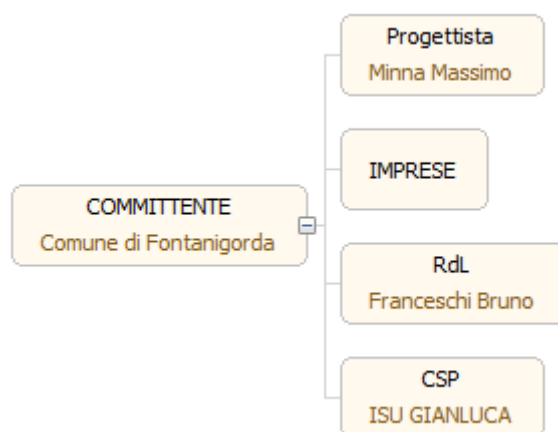 COMMITTENTE
Comune di Fontanigorda
Progettista
Minna Massimo
IMPRESE
RdL
Franceschi Bruno
CSP
ISU GIANLUCA